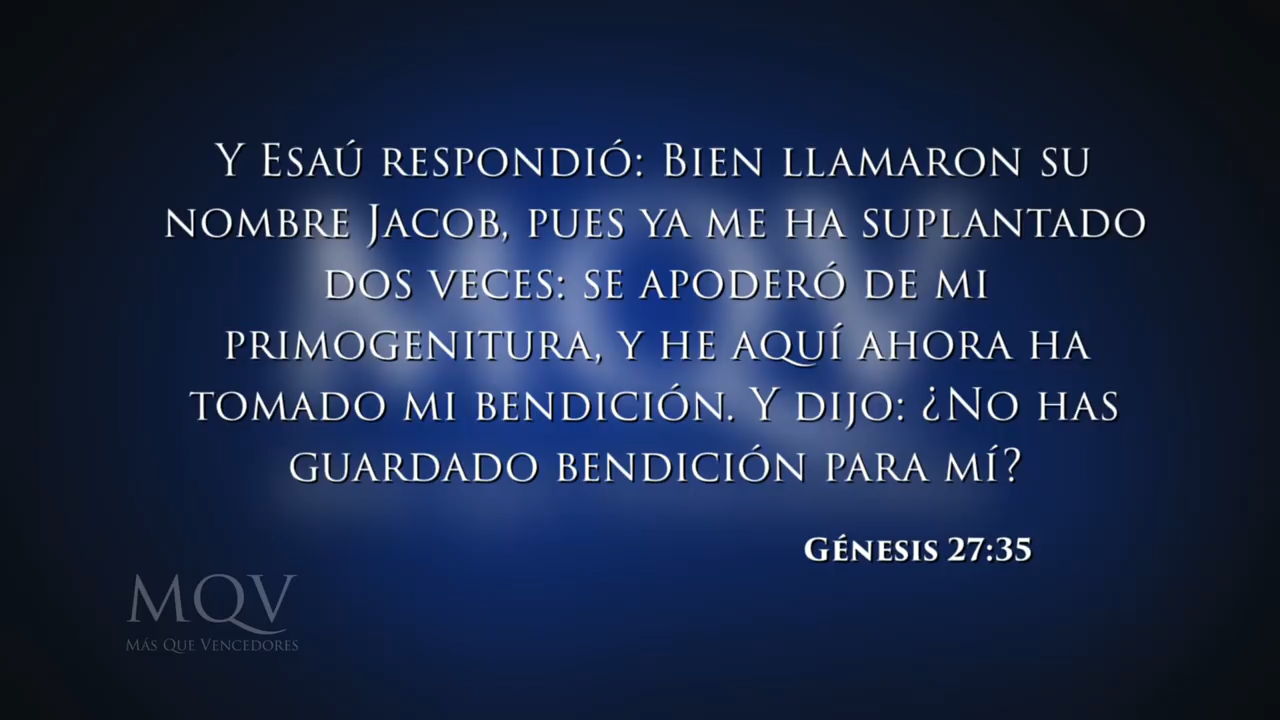 Y Esaú respondió: Bien llamaron su
nombre Jacob, pues ya me ha suplantado
dos veces: se apoderó de mi
primogenitura, y he aquí ahora ha
tomado mi bendición. Y dijo: ¿No has
guardado bendición para mí?
Génesis 27:35
MQV
Más Que Vencedores